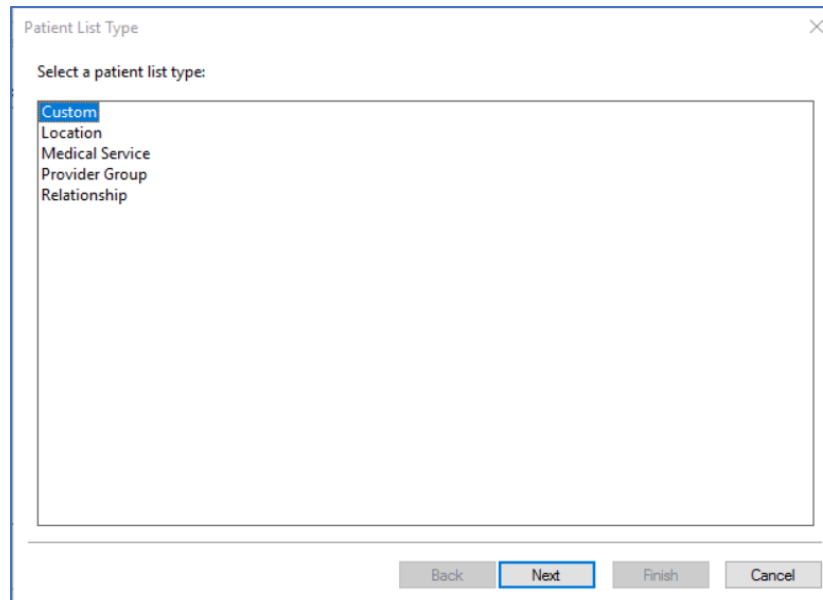 Patient List Type
Select a patient list type:
Custom
Location
Medical Service
Provider Group
Relationship
Back Next Finish Cancel